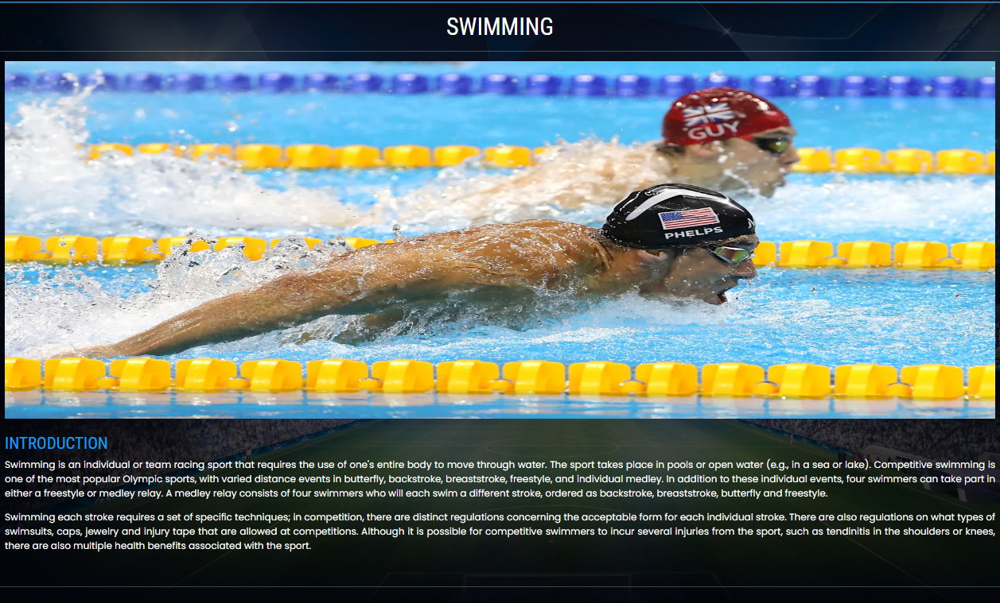 SWIMMING
GUY
PHELPS
INTRODUCTION
Swimming is an individual or team racing sport that requires the use of one's entire body to move through water. The sport takes place in pools or open water (e.g., in a sea or lake). Competitive swimming is
one of the most popular Olympic sports, with varied distance events in butterfly, backstroke, breaststroke, freestyle, and individual medley. In addition to these individual events, four swimmers can take part in
either a freestyle or medley relay. A medley relay consists of four swimmers who will each swim a different stroke, ordered as backstroke, breaststroke, butterfly and freestyle.
Swimming each stroke requires a set of specific techniques; in competition, there are distinct regulations concerning the acceptable form for each individual stroke. There are also regulations on what types of
swimsuits, caps, jewelry and injury tape that are allowed at competitions. Although it is possible for competitive swimmers to incur several injuries from the sport, such as tendinitis in the shoulders or knees,
there are also multiple health benefits associated with the sport.